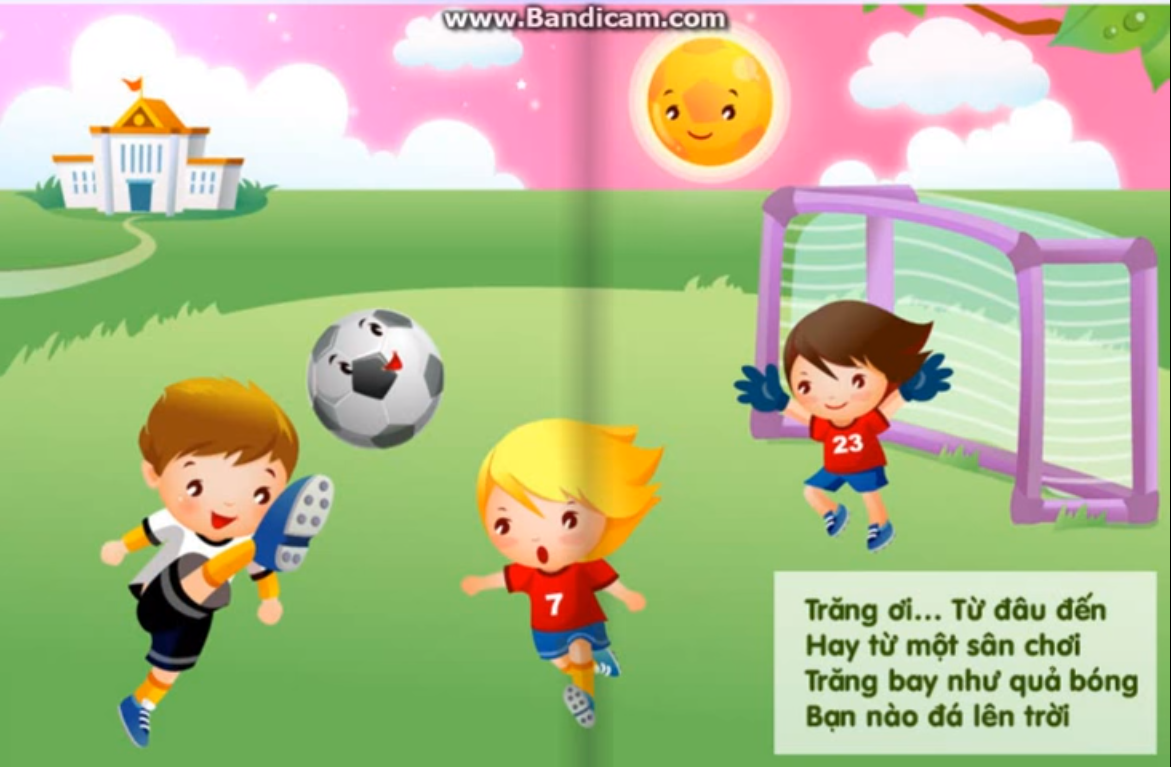 www.Bandicam.com
23
7
Trăng ơi... Từ đâu đến
Hay từ một sân chơi
Trăng bay như quả bóng
Bạn nào đá lên trời